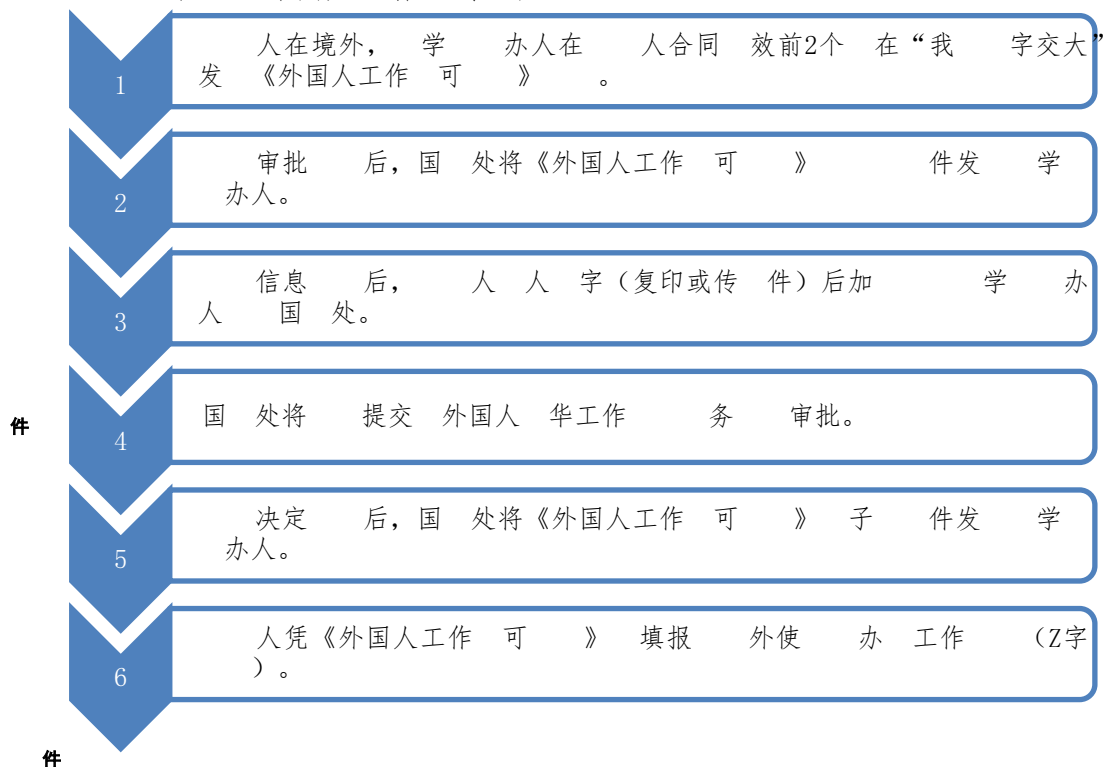 1
人在境外， 学 办人在 人合同 效前2个 在“我 字交大”
发 《外国人工作 可 》 。
2
审批 后，国 处将《外国人工作 可 》 件发 学
办人。
3
信息 后， 人 人 字（复印或传 件）后加 学 办
人 国 处。
件
4
国 处将 提交 外国人 华工作 务 审批。
5
决定 后，国 处将《外国人工作 可 》 子 件发 学
办人。
6
人凭《外国人工作 可 》 填报 外使 办 工作 （Z字
）。
件